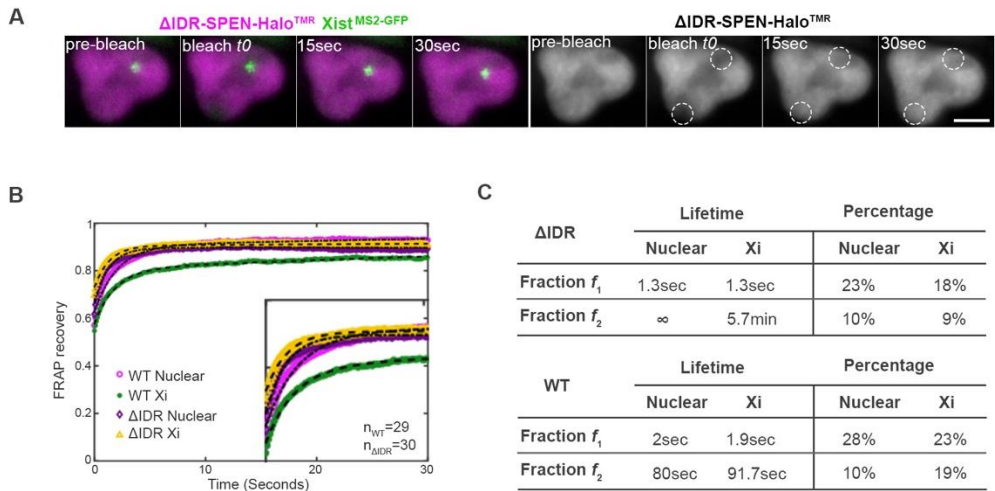 A
ΔIDR-SPEN-Halo^TMR Xist^MS2-GFP
ΔIDR-SPEN-Halo^TMR
pre-bleach bleach t0 15sec 30sec pre-bleach bleach t0 15sec 30sec
B
1
0.8
0.6
0.4
0.2
0
FRAP recovery
WT Nuclear
WT Xi
ΔIDR Nuclear
ΔIDR Xi
n_WT=29
n_ΔIDR=30
0 10 20 30
Time (Seconds)
C
Lifetime Percentage
ΔIDR
Nuclear Xi Nuclear Xi
Fraction f₁ 1.3sec 1.3sec 23% 18%
Fraction f₂ ∞ 5.7min 10% 9%
Lifetime Percentage
WT
Nuclear Xi Nuclear Xi
Fraction f₁ 2sec 1.9sec 28% 23%
Fraction f₂ 80sec 91.7sec 10% 19%